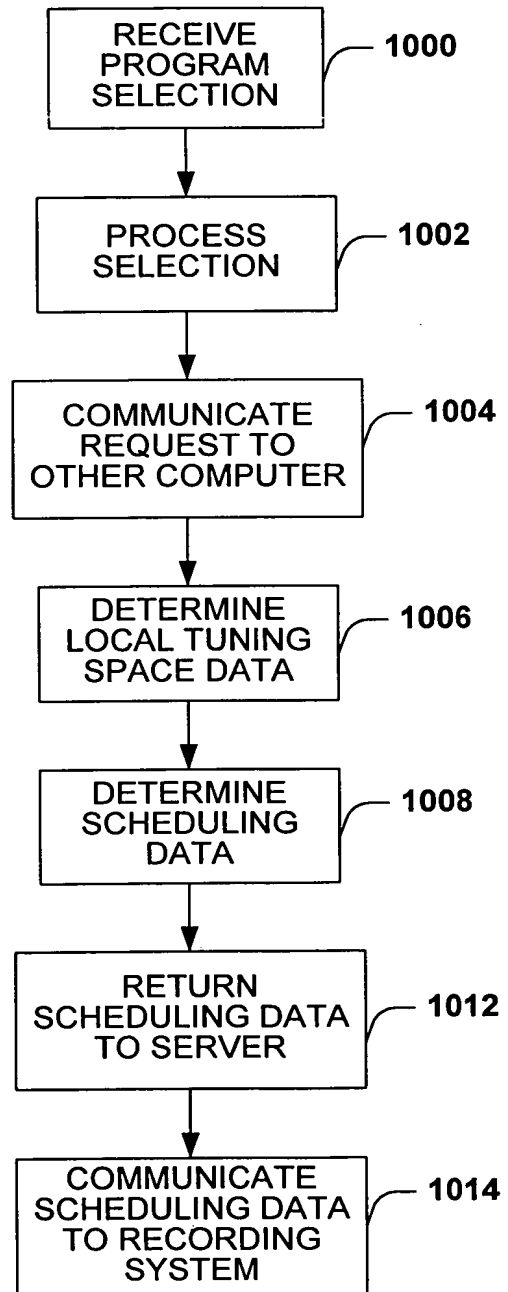 RECEIVE
PROGRAM
SELECTION
1000
PROCESS
SELECTION
1002
COMMUNICATE
REQUEST TO
OTHER COMPUTER
1004
DETERMINE
LOCAL TUNING
SPACE DATA
1006
DETERMINE
SCHEDULING
DATA
1008
RETURN
SCHEDULING DATA
TO SERVER
1012
COMMUNICATE
SCHEDULING DATA
TO RECORDING
SYSTEM
1014